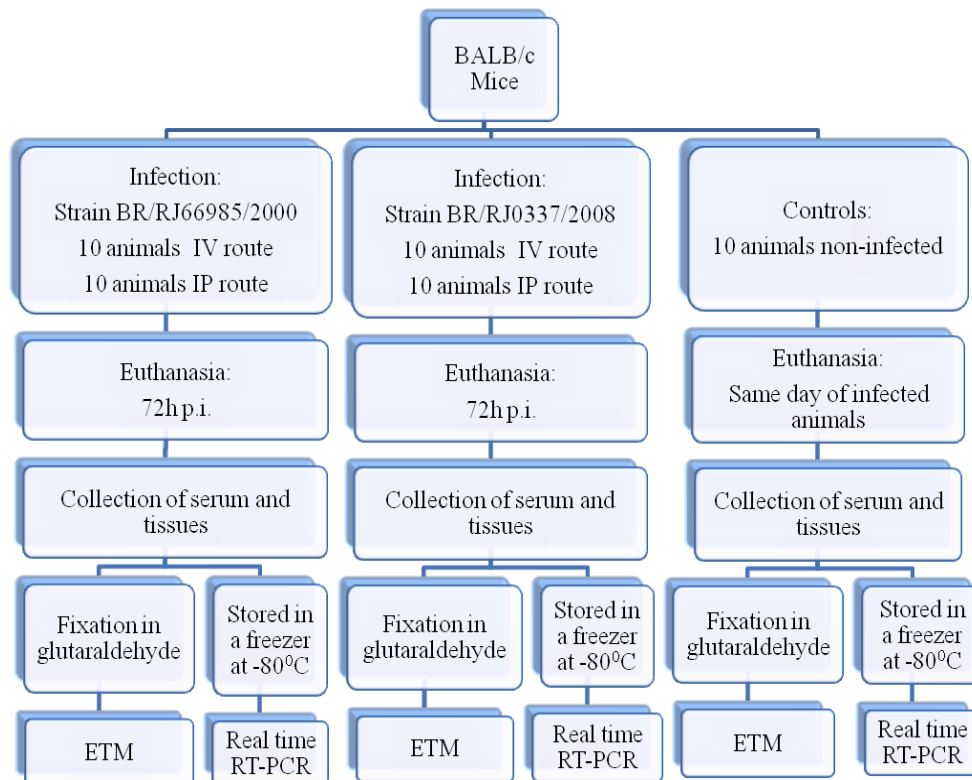 BALB/c
Mice
Infection:
Strain BR/RJ66985/2000
10 animals IV route
10 animals IP route
Infection:
Strain BR/RJ0337/2008
10 animals IV route
10 animals IP route
Controls:
10 animals non-infected
Euthanasia:
72h p.i.
Euthanasia:
72h p.i.
Euthanasia:
Same day of infected
animals
Collection of serum and
tissues
Collection of serum and
tissues
Collection of serum and
tissues
Fixation in
glutaraldehyde
Stored in
a freezer
at -80⁰C
Fixation in
glutaraldehyde
Stored in
a freezer
at -80⁰C
Fixation in
glutaraldehyde
Stored in
a freezer
at -80⁰C
ETM
Real time
RT-PCR
ETM
Real time
RT-PCR
ETM
Real time
RT-PCR